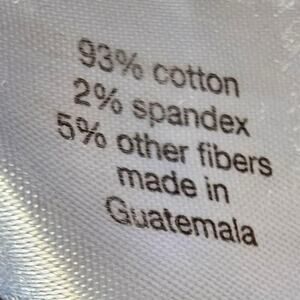 93% cotton
2% spandex
5% other fibers
made in
Guatemala